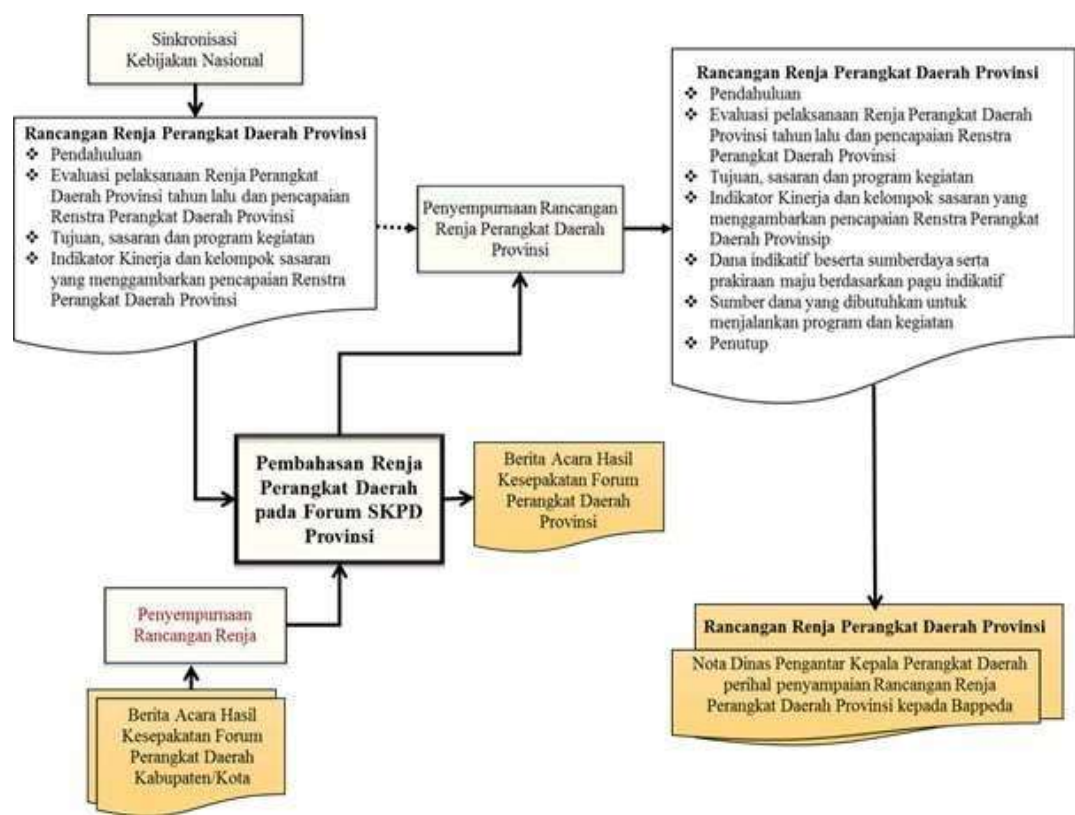 Sinkronisasi
Kebijakan Nasional
Rancangan Renja Perangkat Daerah Provinsi
❖ Pendahuluan
❖ Evaluasi pelaksanaan Renja Perangkat
Daerah Provinsi tahun lalu dan pencapaian
Renstra Perangkat Daerah Provinsi
❖ Tujuan, sasaran dan program kegiatan
❖ Indikator Kinerja dan kelompok sasaran
yang menggambarkan pencapaian Renstra
Perangkat Daerah Provinsi
Penyempurnaan Rancangan
Renja Perangkat Daerah
Provinsi
Rancangan Renja Perangkat Daerah Provinsi
❖ Pendahuluan
❖ Evaluasi pelaksanaan Renja Perangkat Daerah
Provinsi tahun lalu dan pencapaian Renstra
Perangkat Daerah Provinsi
❖ Tujuan, sasaran dan program kegiatan
❖ Indikator Kinerja dan kelompok sasaran yang
menggambarkan pencapaian Renstra Perangkat
Daerah Provinsip
❖ Dana indikatif beserta sumberdaya serta
prakiraan maju berdasarkan pagu indikatif
❖ Sumber dana yang dibutuhkan untuk
menjalankan program dan kegiatan
❖ Penutup
Pembahasan Renja
Perangkat Daerah
pada Forum SKPD
Provinsi
Berita Acara Hasil
Kesepakatan Forum
Perangkat Daerah
Provinsi
Penyempurnaan
Rancangan Renja
Berita Acara Hasil
Kesepakatan Forum
Perangkat Daerah
Kabupaten/Kota
Rancangan Renja Perangkat Daerah Provinsi
Nota Dinas Pengantar Kepala Perangkat Daerah
perihal penyampaian Rancangan Renja
Perangkat Daerah Provinsi kepada Bappeda